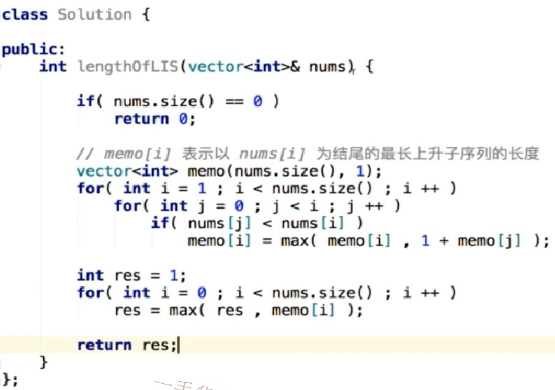 class Solution {
public:
int lengthOfLIS(vector<int>& nums) {
if( nums.size() == 0 )
return 0;
// memo[i] 表示以 nums[i] 为结尾的最长上升子序列的长度
vector<int> memo(nums.size(), 1);
for( int i = 1 ; i < nums.size() ; i ++ )
for( int j = 0 ; j < i ; j ++ )
if( nums[j] < nums[i] )
memo[i] = max( memo[i] , 1 + memo[j] );
int res = 1;
for( int i = 0 ; i < nums.size() ; i ++ )
res = max( res , memo[i] );
return res;
}
};